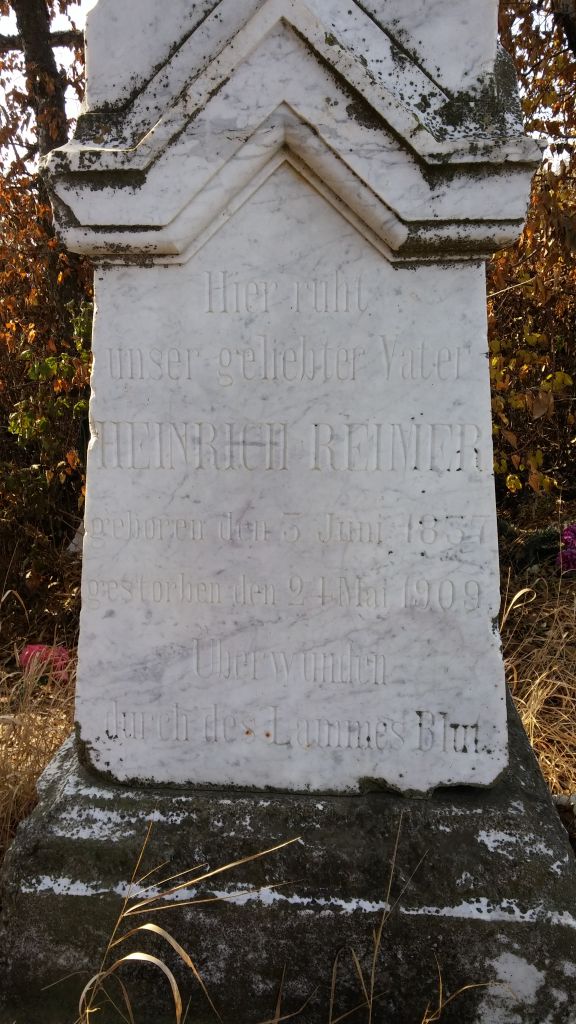 Hier ruht
unser geliebter Vater
HEINRICH REIMER
geboren den 3 Juni 1837
gestorben den 24 Mai 1909
Überwunden
durch des Lammes Blut.